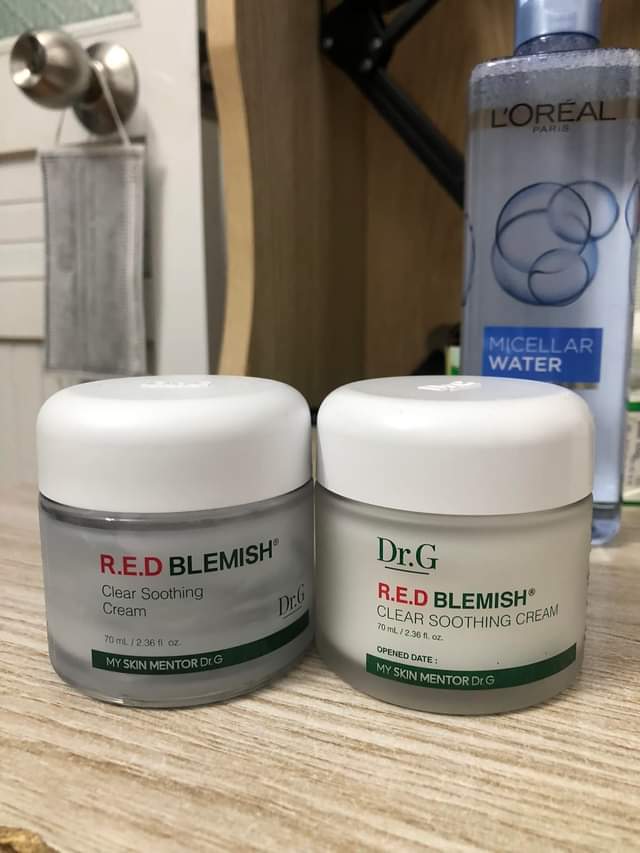 L'ORÉAL
PARIS
MICELLAR
WATER
R.E.D BLEMISH®
Clear Soothing
Cream
Dr.G
70 mL / 2.36 fl. oz.
MY SKIN MENTOR Dr.G
Dr.G
R.E.D BLEMISH®
CLEAR SOOTHING CREAM
70 mL / 2.36 fl. oz.
OPENED DATE :
MY SKIN MENTOR Dr.G